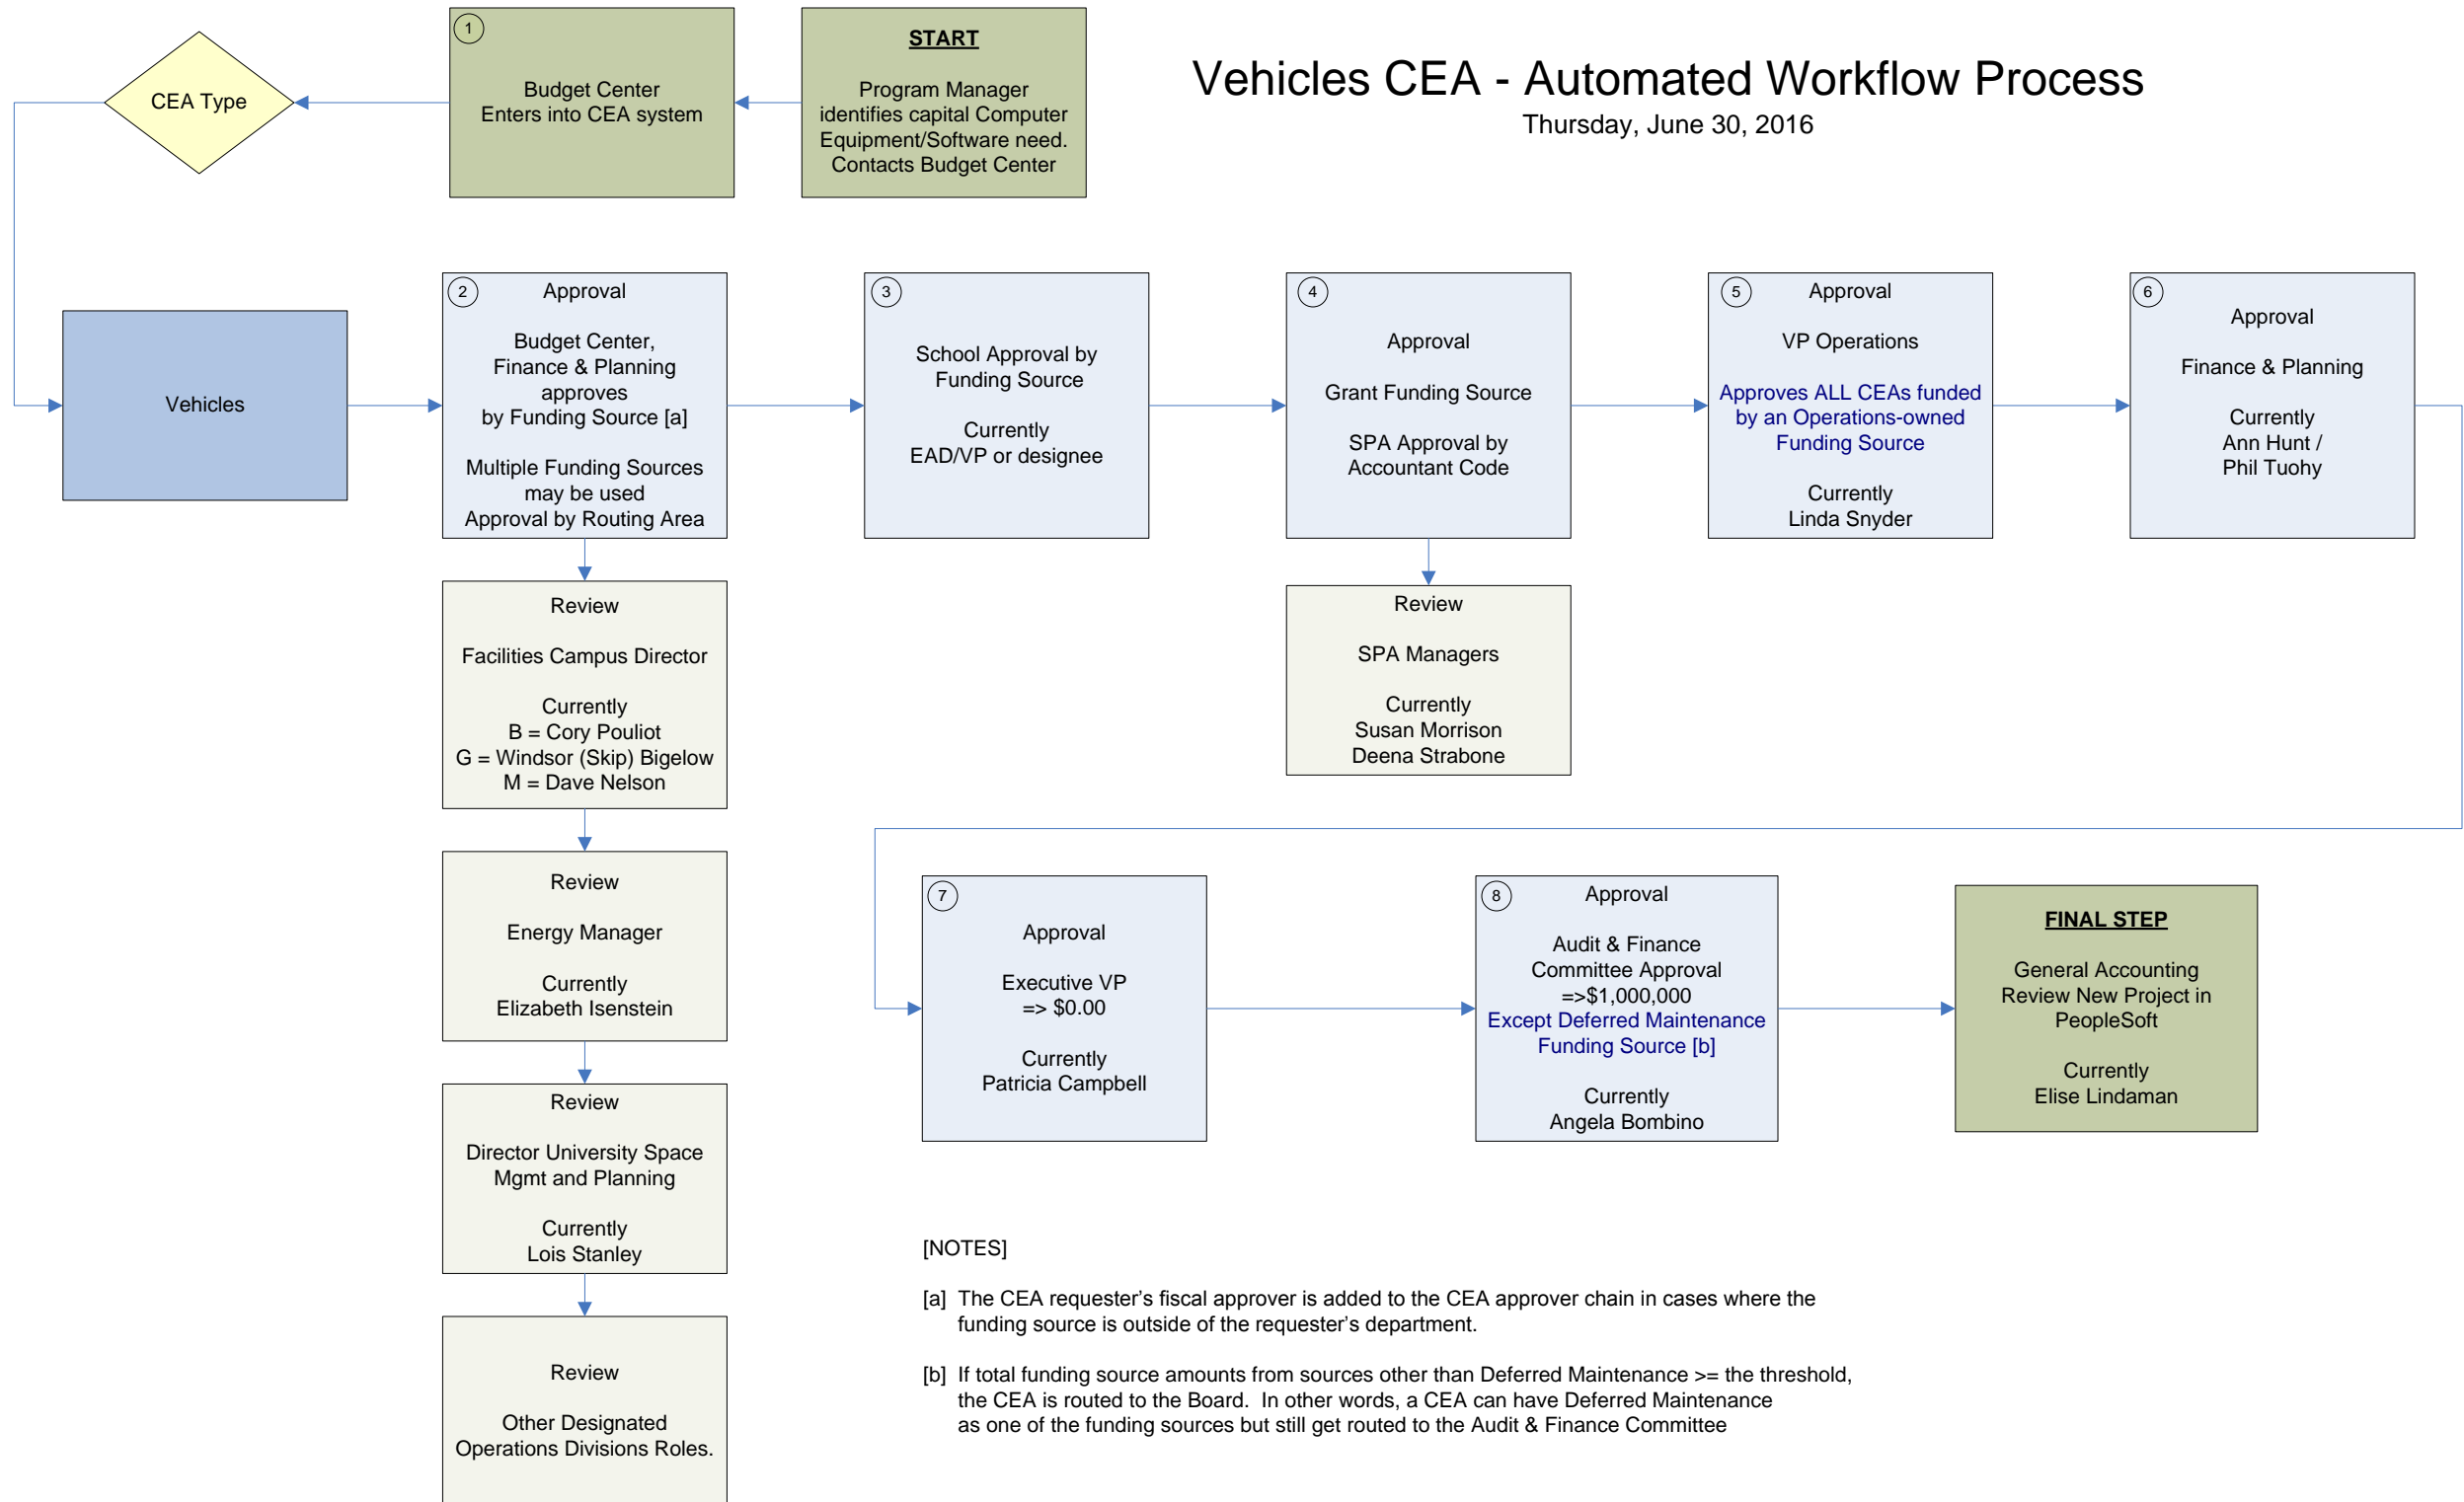 Vehicles CEA - Automated Workflow Process
Thursday, June 30, 2016
START
Program Manager
identifies capital Computer
Equipment/Software need.
Contacts Budget Center
1
Budget Center
Enters into CEA system
CEA Type
Vehicles
2
Approval
Budget Center,
Finance & Planning
approves
by Funding Source [a]
Multiple Funding Sources
may be used
Approval by Routing Area
Review
Facilities Campus Director
Currently
B = Cory Pouliot
G = Windsor (Skip) Bigelow
M = Dave Nelson
Review
Energy Manager
Currently
Elizabeth Isenstein
Review
Director University Space
Mgmt and Planning
Currently
Lois Stanley
Review
Other Designated
Operations Divisions Roles.
3
School Approval by
Funding Source
Currently
EAD/VP or designee
4
Approval
Grant Funding Source
SPA Approval by
Accountant Code
Review
SPA Managers
Currently
Susan Morrison
Deena Strabone
5
Approval
VP Operations
Approves ALL CEAs funded
by an Operations-owned
Funding Source
Currently
Linda Snyder
6
Approval
Finance & Planning
Currently
Ann Hunt /
Phil Tuohy
7
Approval
Executive VP
=> $0.00
Currently
Patricia Campbell
8
Approval
Audit & Finance
Committee Approval
=>$1,000,000
Except Deferred Maintenance
Funding Source [b]
Currently
Angela Bombino
FINAL STEP
General Accounting
Review New Project in
PeopleSoft
Currently
Elise Lindaman
[NOTES]
[a] The CEA requester’s fiscal approver is added to the CEA approver chain in cases where the
funding source is outside of the requester’s department.
[b] If total funding source amounts from sources other than Deferred Maintenance >= the threshold,
the CEA is routed to the Board. In other words, a CEA can have Deferred Maintenance
as one of the funding sources but still get routed to the Audit & Finance Committee